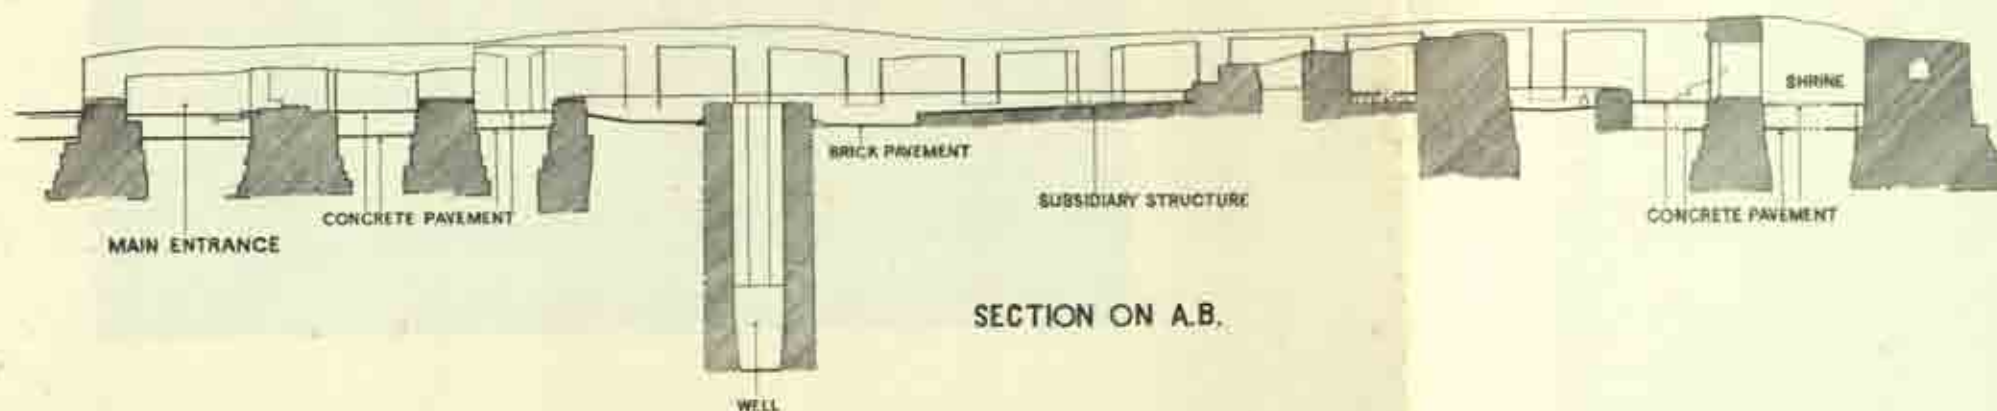 SHRINE
BRICK PAVEMENT
SUBSIDIARY STRUCTURE
CONCRETE PAVEMENT
CONCRETE PAVEMENT
MAIN ENTRANCE
SECTION ON A.B.
WELL